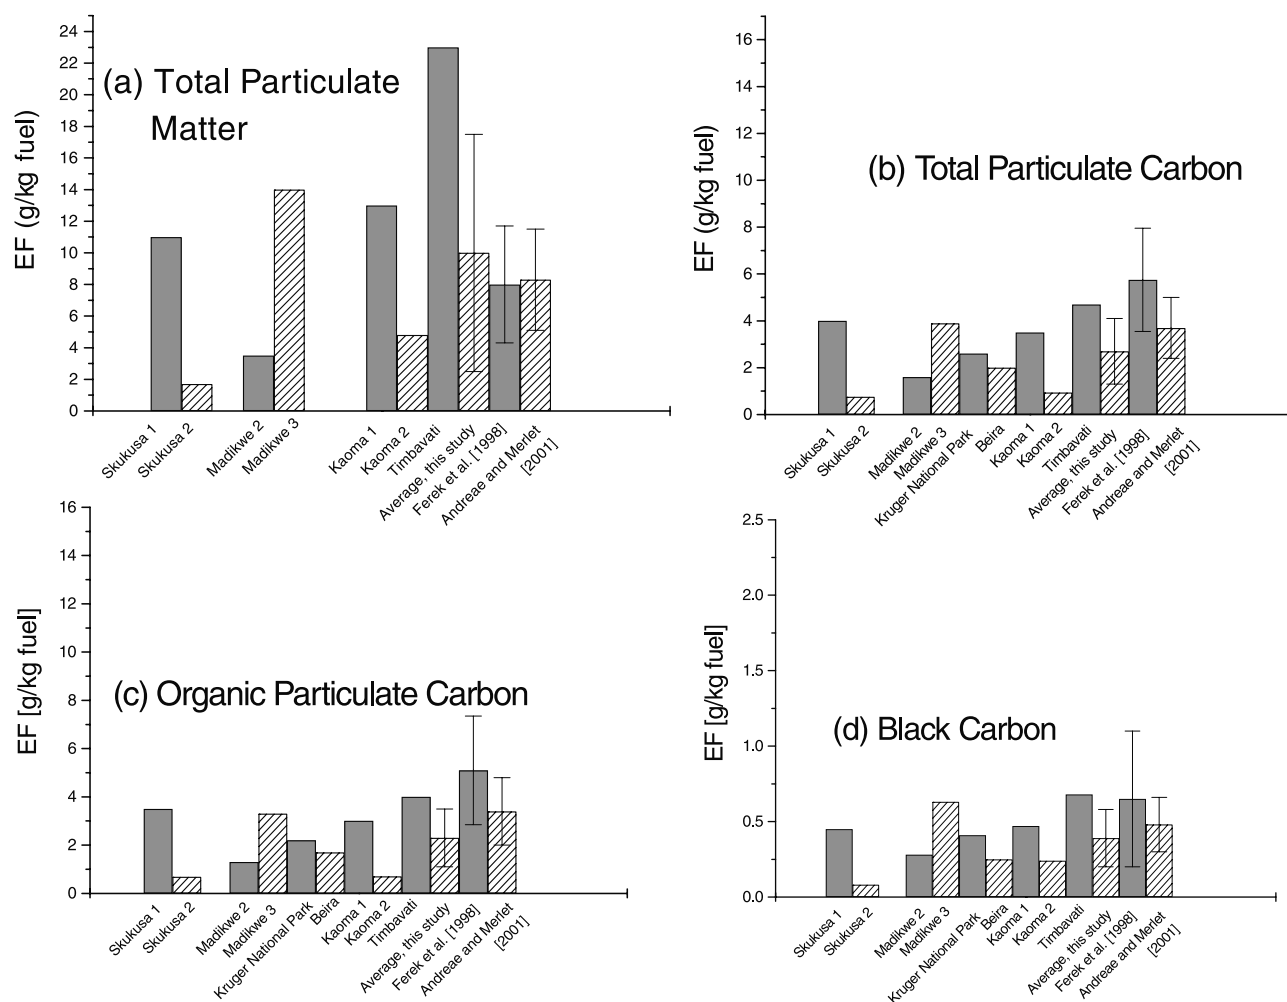 24
22
20
18
16
14
12
10
8
6
4
2
0
EF (g/kg fuel)
(a) Total Particulate
Matter
Skukusa 1
Skukusa 2
Madikwe 2
Madikwe 3
Kaoma 1
Kaoma 2
Timbavati
Average, this study
Ferek et al. [1998]
Andreae and Merlet
[2001]
16
14
12
10
8
6
4
2
0
EF (g/kg fuel)
(b) Total Particulate Carbon
Skukusa 1
Skukusa 2
Madikwe 2
Madikwe 3
Kruger National Park
Beira
Kaoma 1
Kaoma 2
Timbavati
Average, this study
Ferek et al. [1998]
Andreae and Merlet
[2001]
16
14
12
10
8
6
4
2
0
EF [g/kg fuel]
(c) Organic Particulate Carbon
Skukusa 1
Skukusa 2
Madikwe 2
Madikwe 3
Kruger National Park
Beira
Kaoma 1
Kaoma 2
Timbavati
Average, this study
Ferek et al. [1998]
Andreae and Merlet
[2001]
2.5
2.0
1.5
1.0
0.5
0.0
EF [g/kg fuel]
(d) Black Carbon
Skukusa 1
Skukusa 2
Madikwe 2
Madikwe 3
Kruger National Park
Beira
Kaoma 1
Kaoma 2
Timbavati
Average, this study
Ferek et al. [1998]
Andreae and Merlet
[2001]